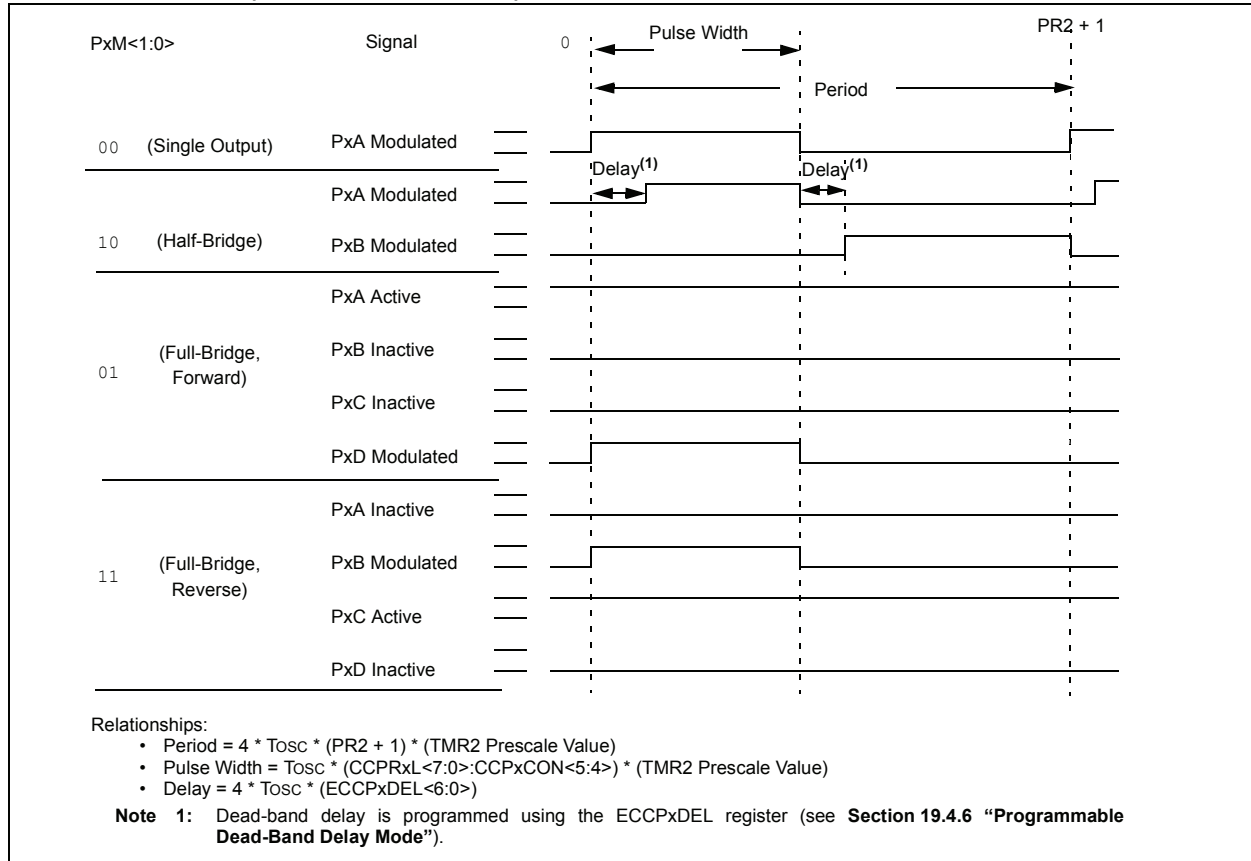 PxM<1:0> Signal 0 Pulse Width PR2 + 1
Period
00 (Single Output) PxA Modulated
Delay(1) Delay(1)
PxA Modulated
10 (Half-Bridge) PxB Modulated
PxA Active
01 (Full-Bridge, Forward) PxB Inactive
PxC Inactive
PxD Modulated
PxA Inactive
11 (Full-Bridge, Reverse) PxB Modulated
PxC Active
PxD Inactive
Relationships:
• Period = 4 * TOSC * (PR2 + 1) * (TMR2 Prescale Value)
• Pulse Width = TOSC * (CCPRxL<7:0>:CCPxCON<5:4>) * (TMR2 Prescale Value)
• Delay = 4 * TOSC * (ECCPxDEL<6:0>)
Note 1: Dead-band delay is programmed using the ECCPxDEL register (see Section 19.4.6 “Programmable
Dead-Band Delay Mode”).